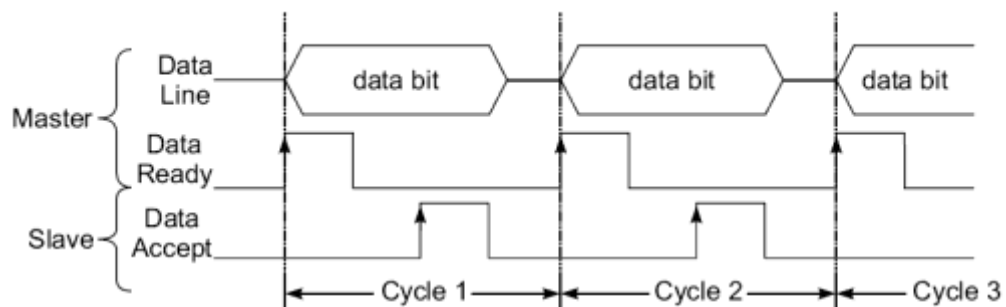 Master
Data
Line
data bit
data bit
data bit
Data
Ready
Slave
Data
Accept
Cycle 1
Cycle 2
Cycle 3